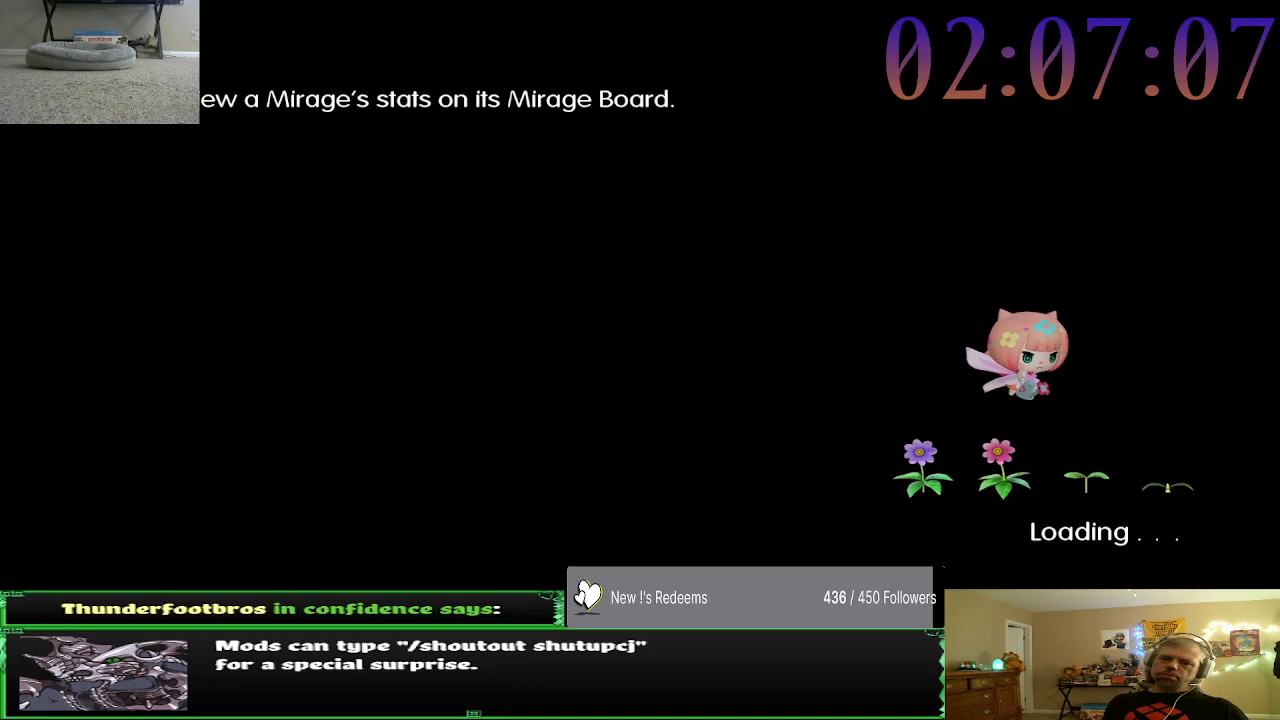 02:07:07
ew a Mirage's stats on its Mirage Board.
Loading . . .
New !'s Redeems
436 / 450 Followers
Thunderfootbros in confidence says:
Mods can type "/shoutout shutupcj"
for a special surprise.